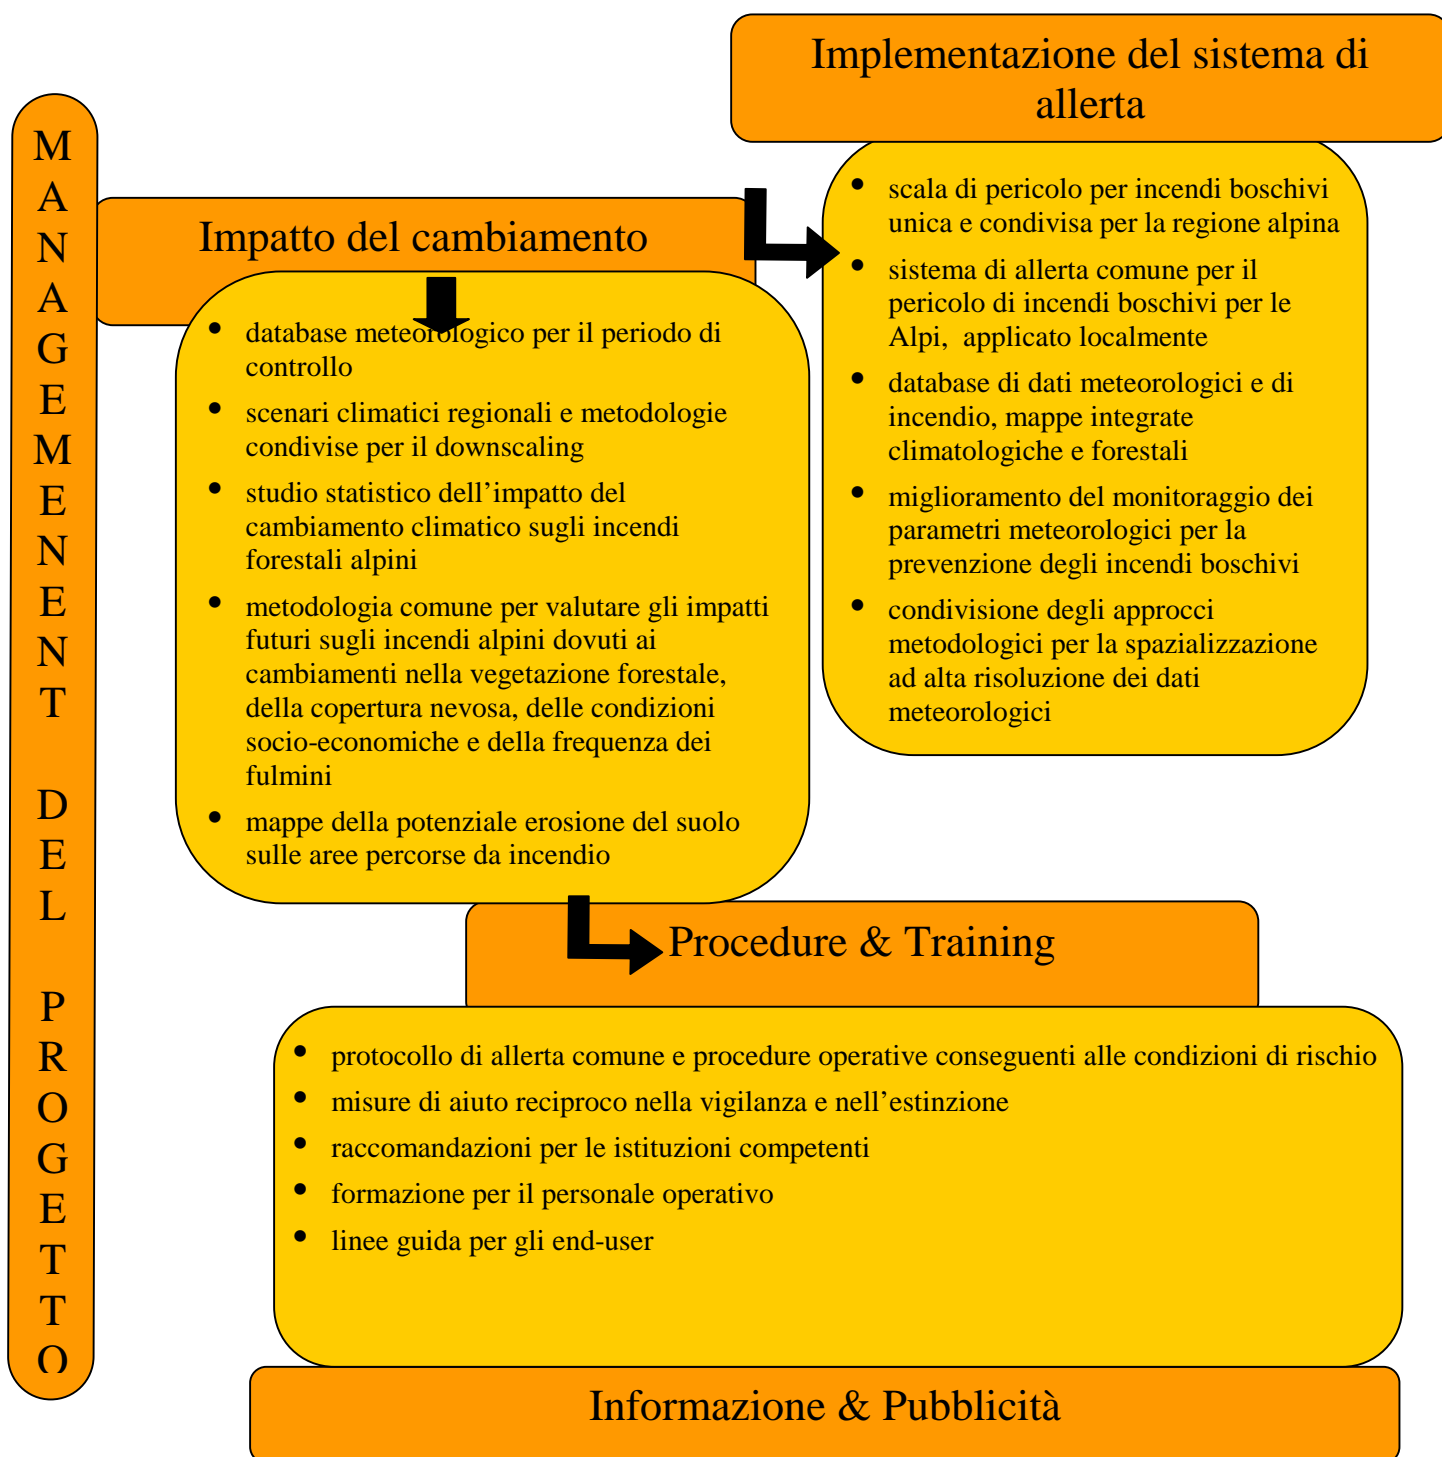 MANAGEMENENT DEL PROGETTO
Implementazione del sistema di
allerta
• scala di pericolo per incendi boschivi
unica e condivisa per la regione alpina
• sistema di allerta comune per il
pericolo di incendi boschivi per le
Alpi, applicato localmente
• database di dati meteorologici e di
incendio, mappe integrate
climatologiche e forestali
• miglioramento del monitoraggio dei
parametri meteorologici per la
prevenzione degli incendi boschivi
• condivisione degli approcci
metodologici per la spazializzazione
ad alta risoluzione dei dati
meteorologici
Impatto del cambiamento
• database meteorologico per il periodo di
controllo
• scenari climatici regionali e metodologie
condivise per il downscaling
• studio statistico dell’impatto del
cambiamento climatico sugli incendi
forestali alpini
• metodologia comune per valutare gli impatti
futuri sugli incendi alpini dovuti ai
cambiamenti nella vegetazione forestale,
della copertura nevosa, delle condizioni
socio-economiche e della frequenza dei
fulmini
• mappe della potenziale erosione del suolo
sulle aree percorse da incendio
Procedure & Training
• protocollo di allerta comune e procedure operative conseguenti alle condizioni di rischio
• misure di aiuto reciproco nella vigilanza e nell’estinzione
• raccomandazioni per le istituzioni competenti
• formazione per il personale operativo
• linee guida per gli end-user
Informazione & Pubblicità